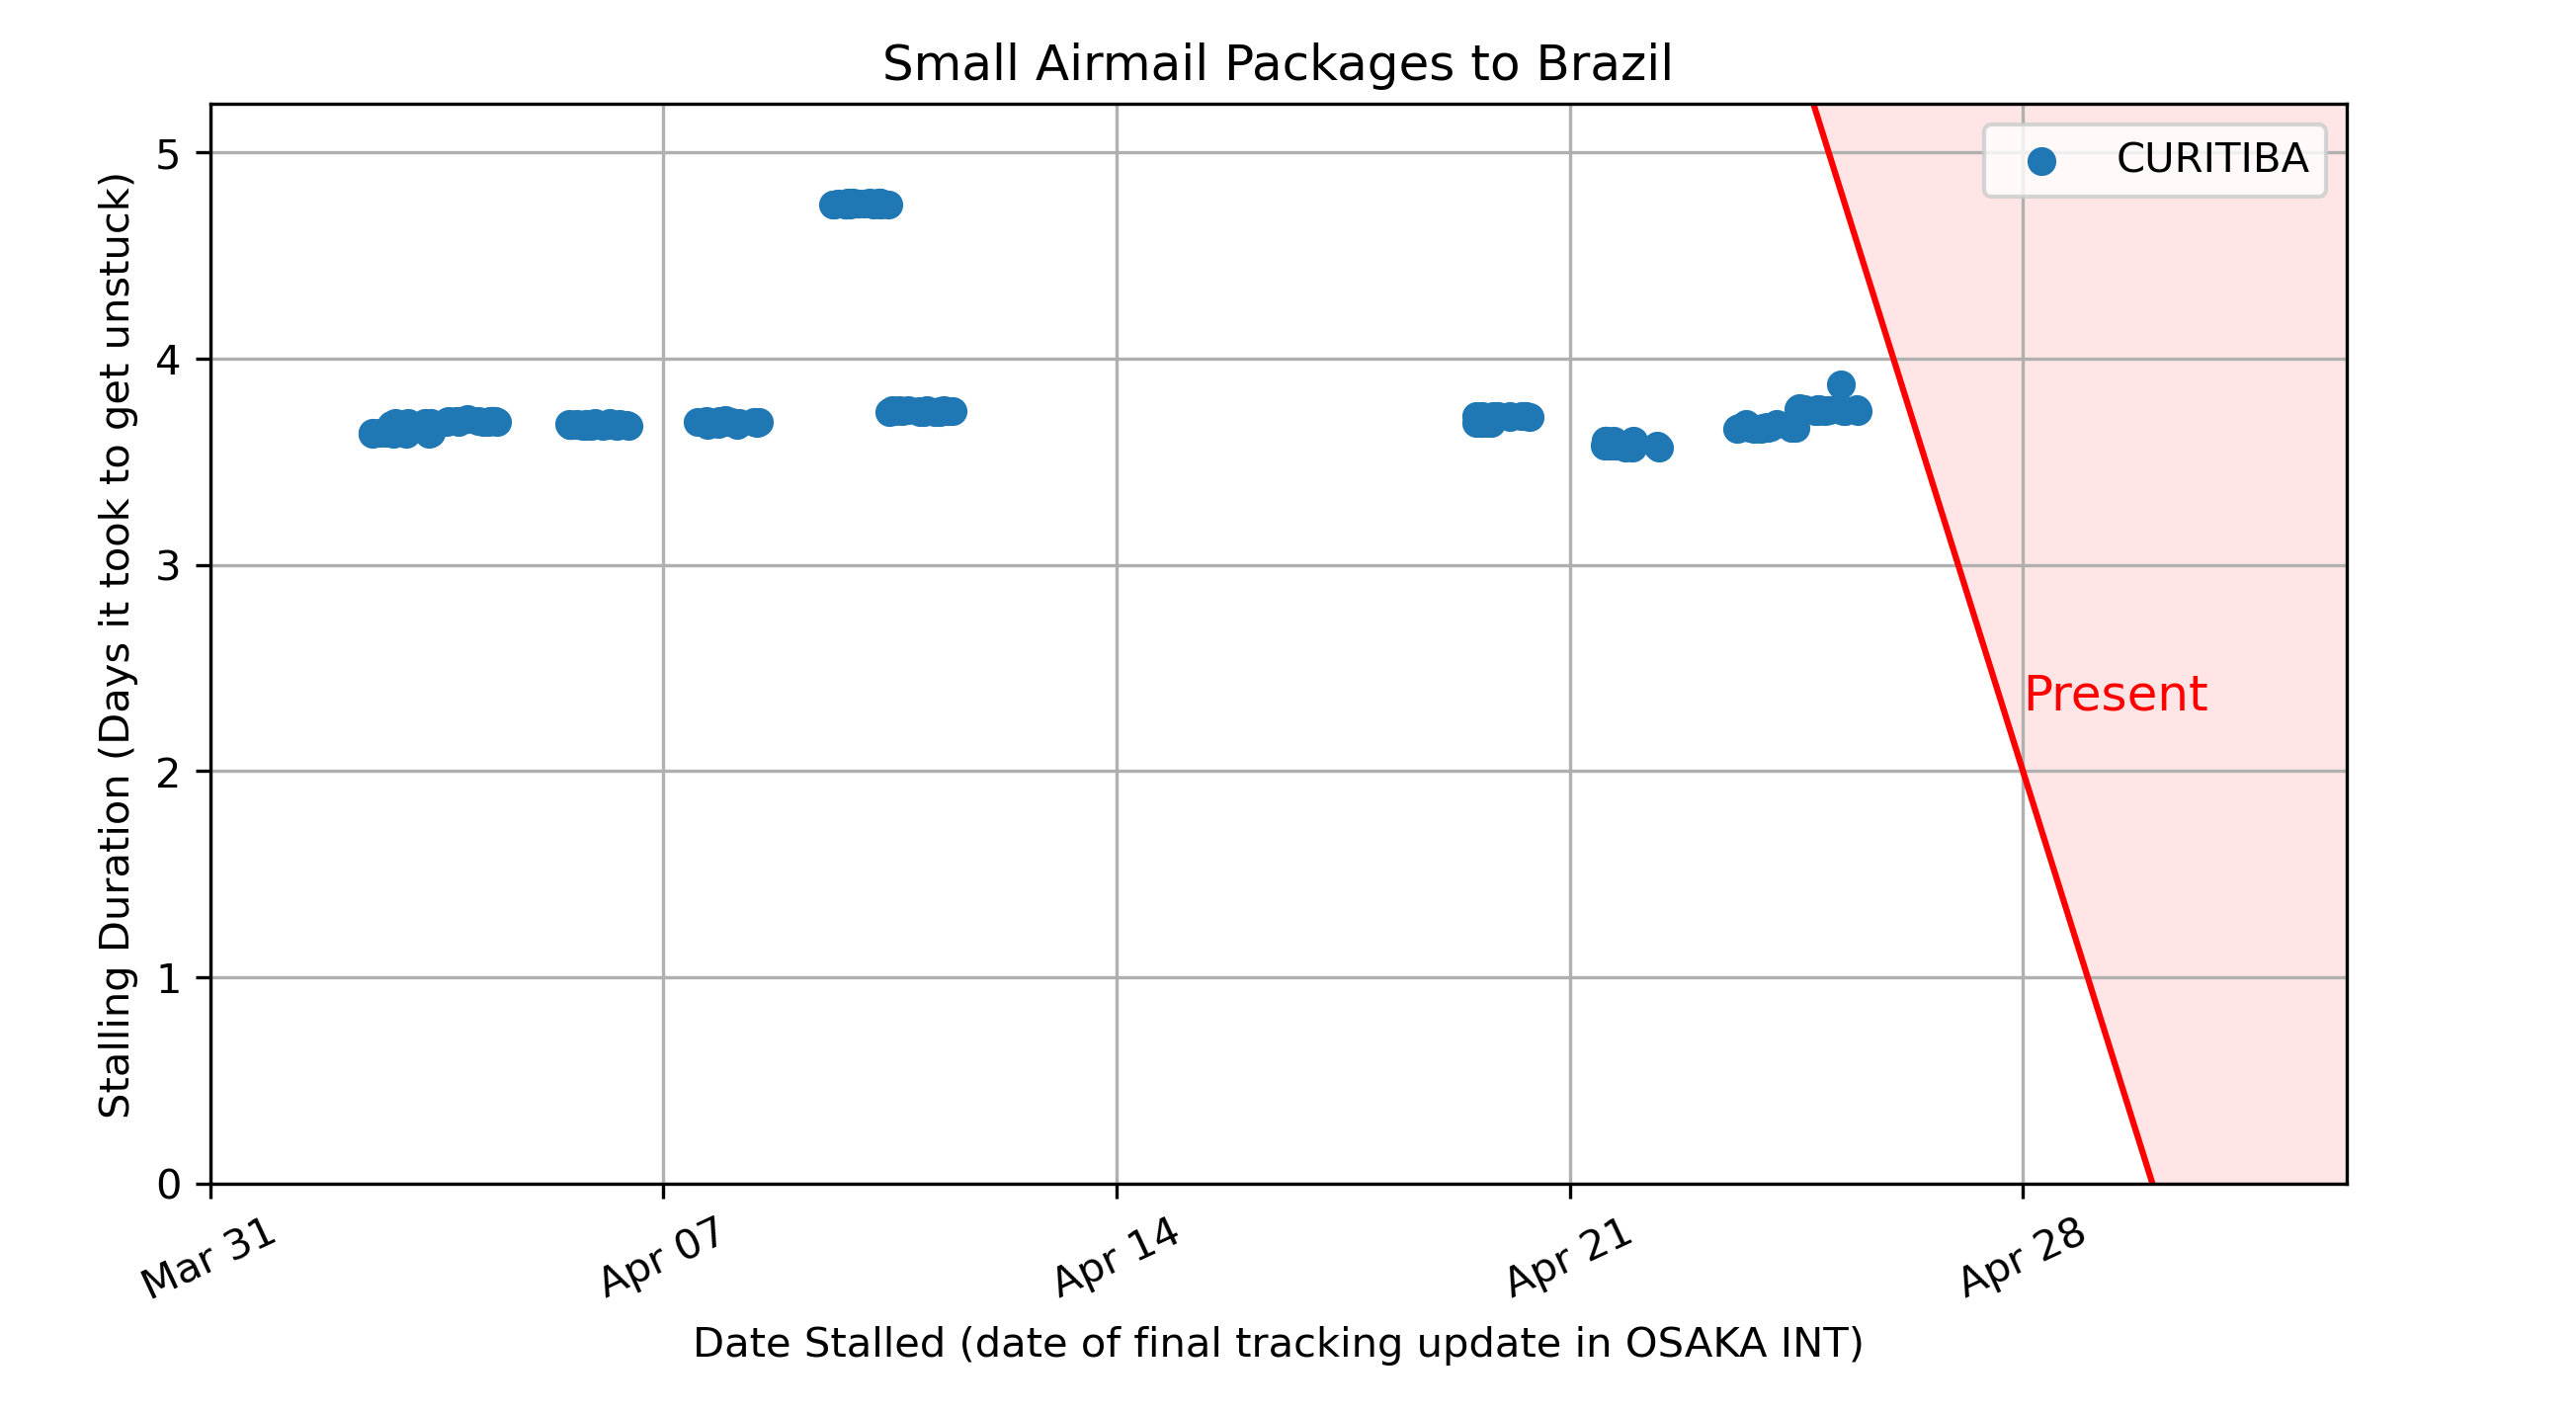 Small Airmail Packages to Brazil
CURITIBA
5
4
3
2
1
0
Stalling Duration (Days it took to get unstuck)
Present
Mar 31
Apr 07
Apr 14
Apr 21
Apr 28
Date Stalled (date of final tracking update in OSAKA INT)